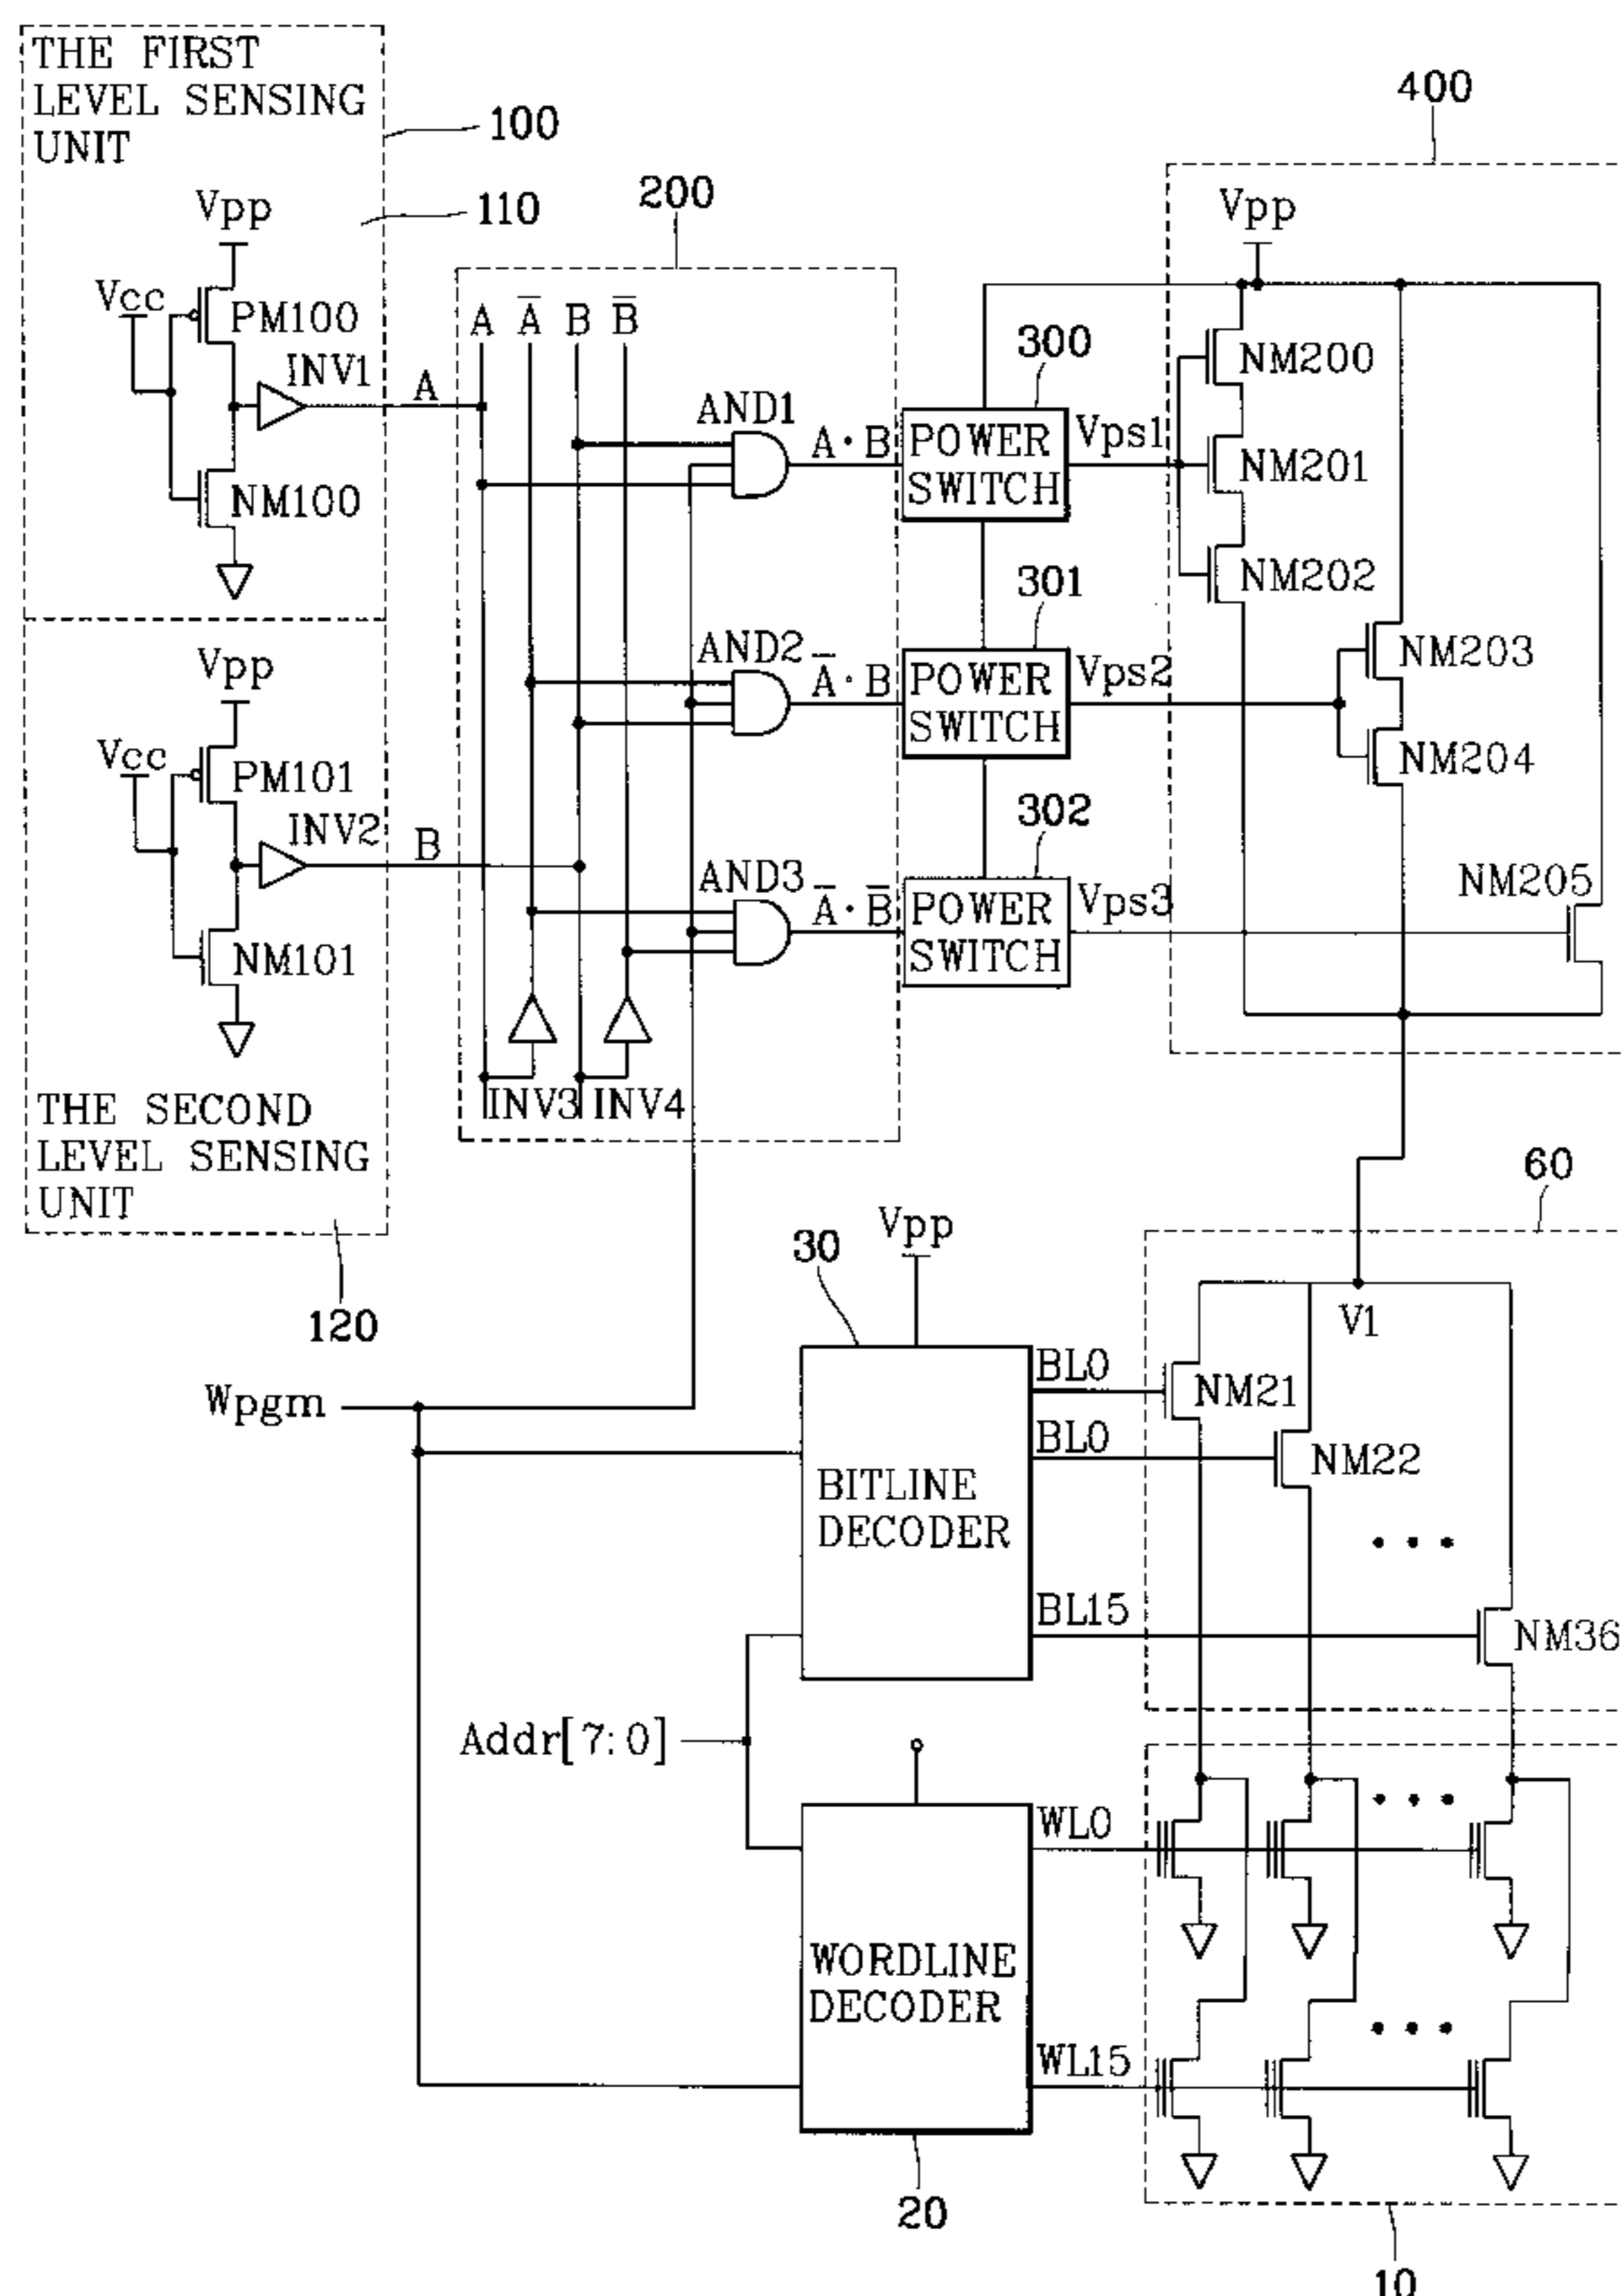 THE FIRST
LEVEL SENSING
UNIT
100
110
Vpp
Vcc
PM100
INV1
A
NM100
Vpp
Vcc
PM101
INV2
B
NM101
THE SECOND
LEVEL SENSING
UNIT
120
200
A A̅ B B̅
AND1
A·B
AND2
A̅·B
AND3
A̅·B̅
INV3
INV4
300
POWER
SWITCH
Vps1
301
POWER
SWITCH
Vps2
302
POWER
SWITCH
Vps3
400
Vpp
NM200
NM201
NM202
NM203
NM204
NM205
Wpgm
Vpp
30
BITLINE
DECODER
BL0
BL0
BL15
60
V1
NM21
NM22
• • •
NM36
Addr[7:0]
WORDLINE
DECODER
20
WL0
WL15
• • •
• • •
10